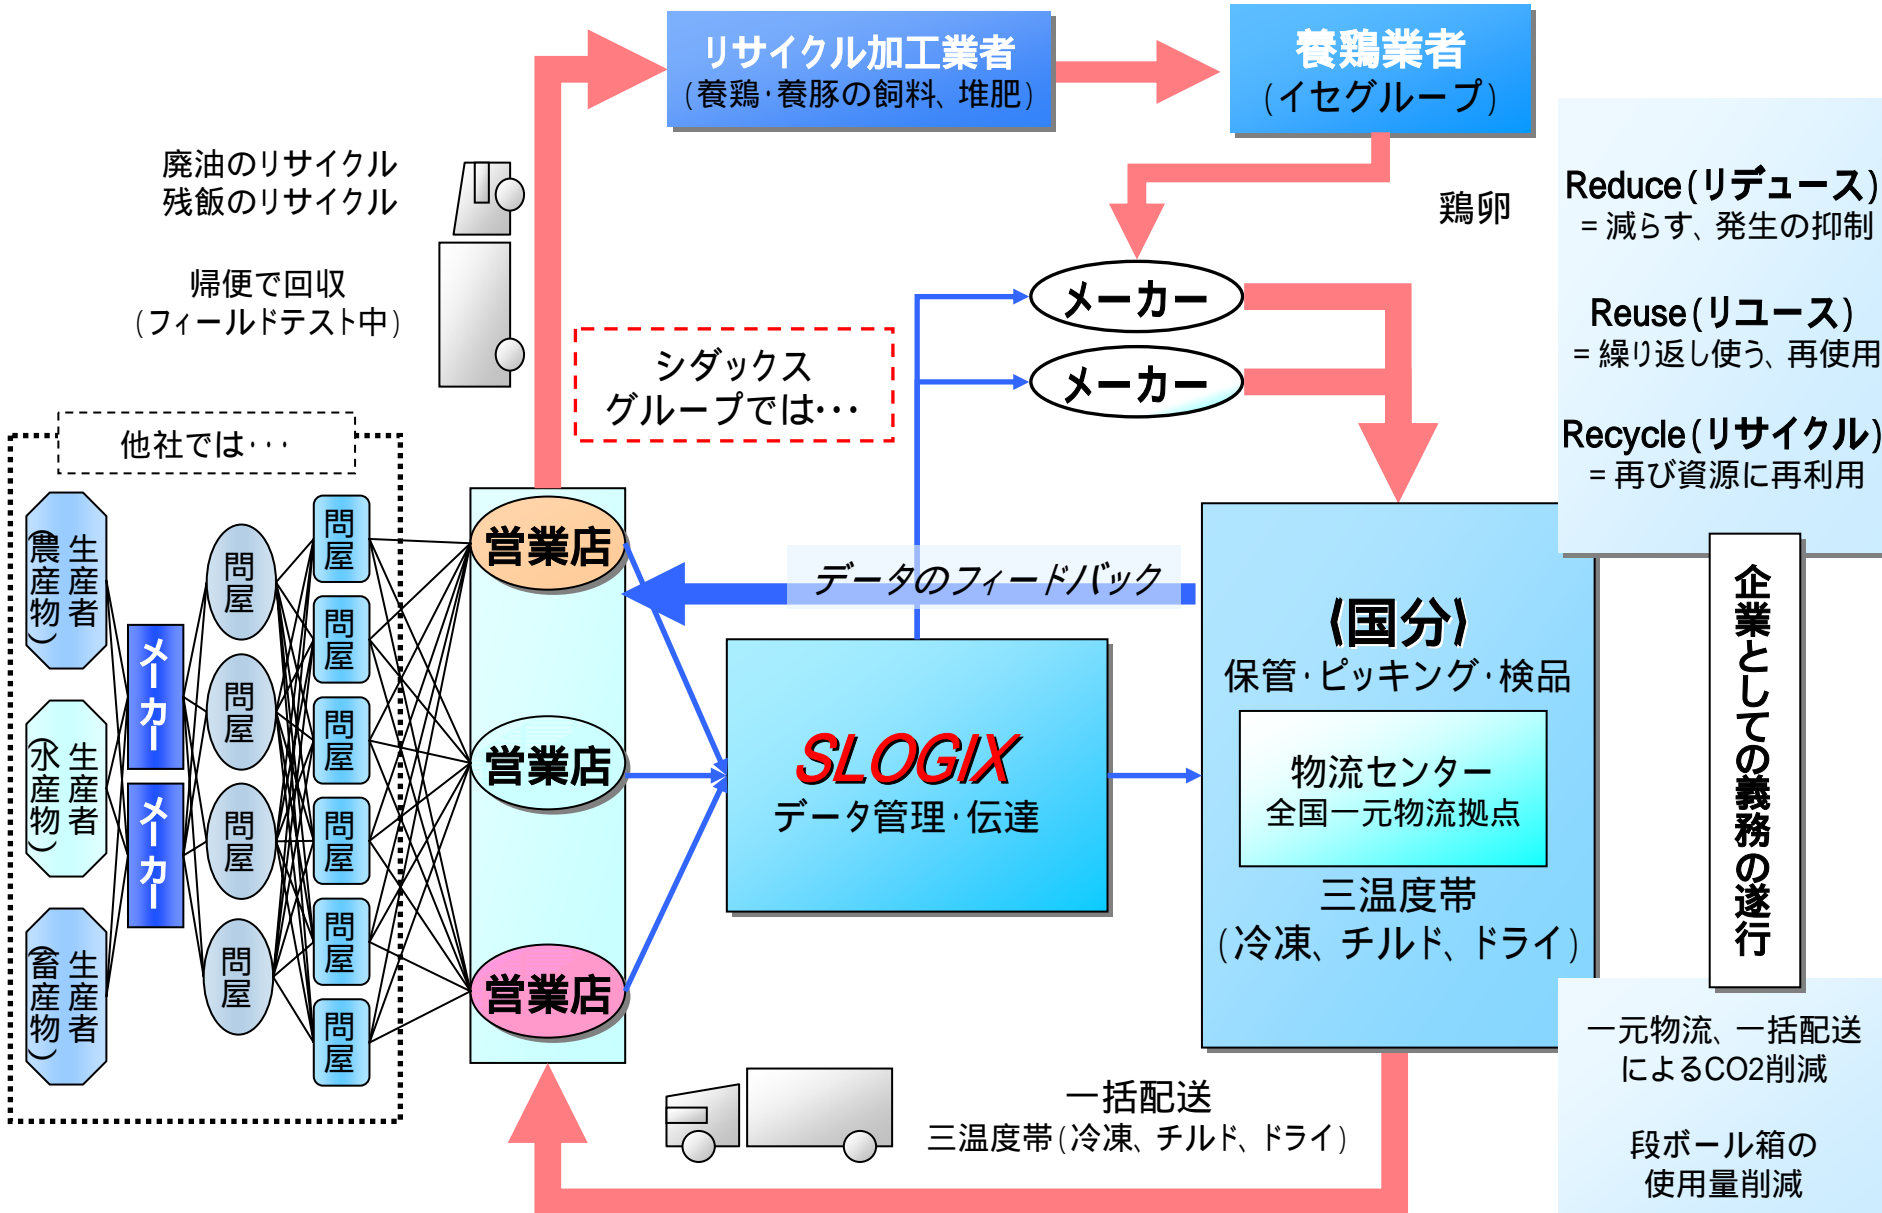 リサイクル加工業者
(養鶏・養豚の飼料、堆肥)
養鶏業者
(イセグループ)
廃油のリサイクル
残飯のリサイクル
帰便で回収
(フィールドテスト中)
鶏卵
メーカー
メーカー
シダックス
グループでは・・・
Reduce(リデュース)
=減らす、発生の抑制
Reuse(リユース)
=繰り返し使う、再使用
Recycle(リサイクル)
=再び資源に再利用
他社では・・・
生産者
(農産物)
生産者
(水産物)
生産者
(畜産物)
メーカー
メーカー
問屋
問屋
問屋
問屋
問屋
問屋
問屋
問屋
問屋
問屋
営業店
営業店
営業店
データのフィードバック
SLOGIX
データ管理・伝達
(国分)
保管・ピッキング・検品
物流センター
全国一元物流拠点
三温度帯
(冷凍、チルド、ドライ)
企業としての義務の遂行
一括配送
三温度帯(冷凍、チルド、ドライ)
一元物流、一括配送
によるCO2削減
段ボール箱の
使用量削減